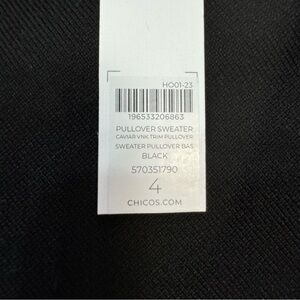 HO01-23
196533206863
PULLOVER SWEATER
CAVIAR VNK TRIM PULLOVER
SWEATER PULLOVER BAS
BLACK
570351790
4
CHICOS.COM